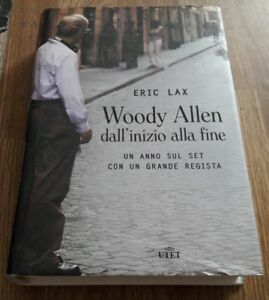 ERIC LAX
Woody Allen
dall'inizio alla fine
UN ANNO SUL SET
CON UN GRANDE REGISTA
UTET